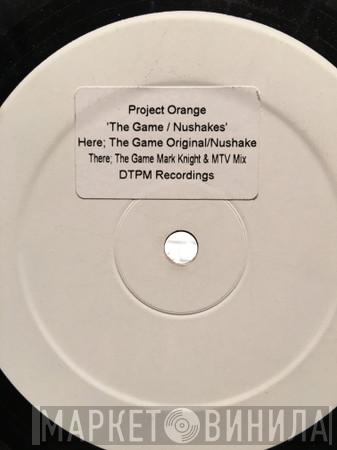 Project Orange
'The Game / Nushakes'
Here; The Game Original/Nushake
There; The Game Mark Knight & MTV Mix
DTPM Recordings
МАРКЕТ ВИНИЛА